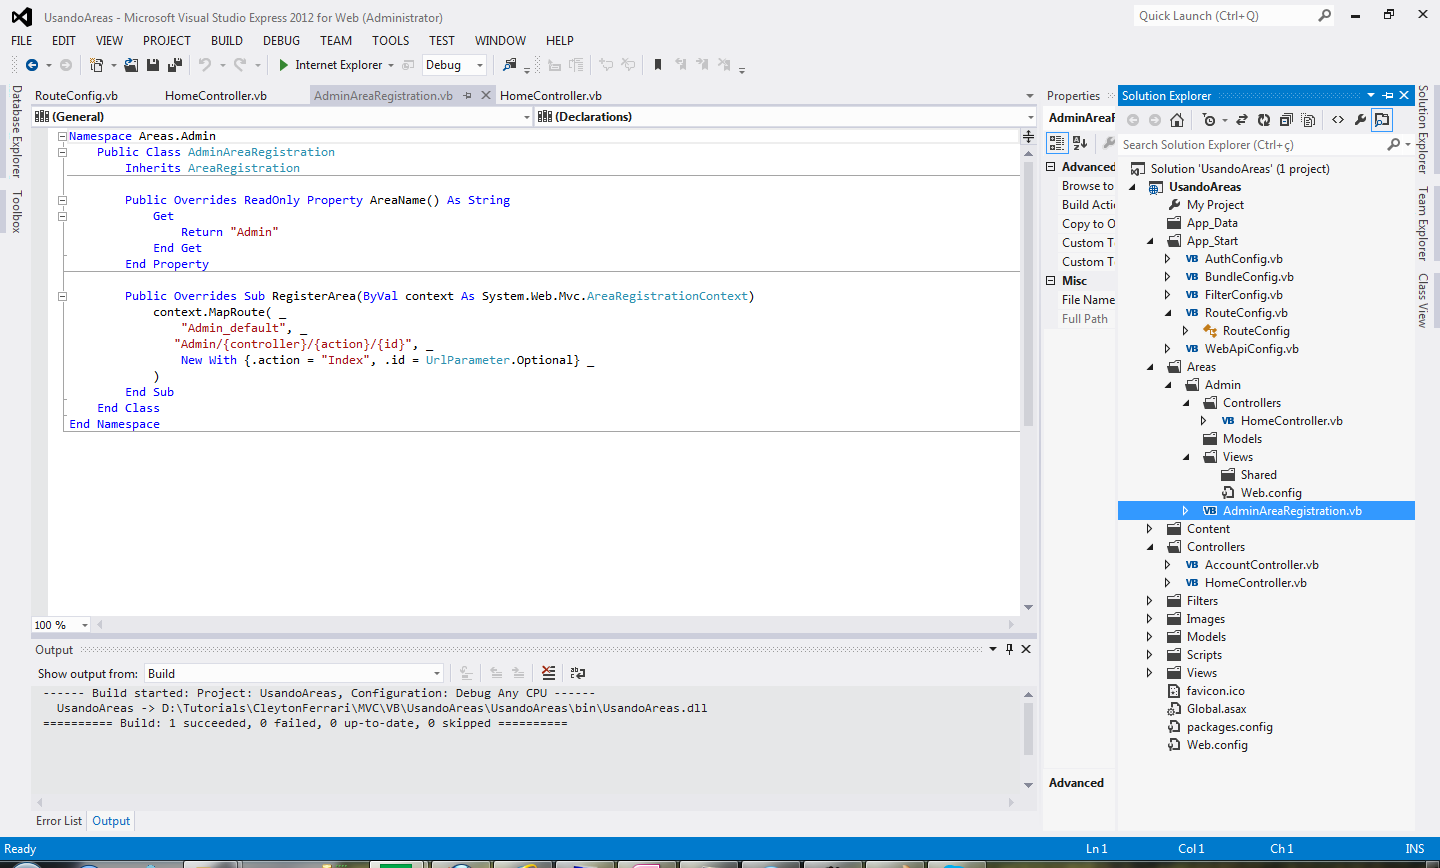 UsandoAreas - Microsoft Visual Studio Express 2012 for Web (Administrator)
Quick Launch (Ctrl+Q)
FILE EDIT VIEW PROJECT BUILD DEBUG TEAM TOOLS TEST WINDOW HELP
Internet Explorer
Debug
Database Explorer
Toolbox
RouteConfig.vb HomeController.vb AdminAreaRegistration.vb HomeController.vb
(General) (Declarations)
Namespace Areas.Admin
Public Class AdminAreaRegistration
Inherits AreaRegistration
Public Overrides ReadOnly Property AreaName() As String
Get
Return "Admin"
End Get
End Property
Public Overrides Sub RegisterArea(ByVal context As System.Web.Mvc.AreaRegistrationContext)
context.MapRoute( _
"Admin_default", _
"Admin/{controller}/{action}/{id}", _
New With {.action = "Index", .id = UrlParameter.Optional} _
)
End Sub
End Class
End Namespace
100 %
Output
Show output from: Build
------ Build started: Project: UsandoAreas, Configuration: Debug Any CPU ------
UsandoAreas -> D:\Tutorials\CleytonFerrari\MVC\VB\UsandoAreas\UsandoAreas\bin\UsandoAreas.dll
========== Build: 1 succeeded, 0 failed, 0 up-to-date, 0 skipped ==========
Error List Output
Properties
AdminAreaR
Advanced
Browse to
Build Actio
Copy to O
Custom T
Custom T
Misc
File Name
Full Path
Advanced
Solution Explorer
Search Solution Explorer (Ctrl+ç)
Solution 'UsandoAreas' (1 project)
UsandoAreas
My Project
App_Data
App_Start
VB AuthConfig.vb
VB BundleConfig.vb
VB FilterConfig.vb
VB RouteConfig.vb
RouteConfig
VB WebApiConfig.vb
Areas
Admin
Controllers
VB HomeController.vb
Models
Views
Shared
Web.config
VB AdminAreaRegistration.vb
Content
Controllers
VB AccountController.vb
VB HomeController.vb
Filters
Images
Models
Scripts
Views
favicon.ico
Global.asax
packages.config
Web.config
Solution Explorer
Team Explorer
Class View
Ready
Ln 1 Col 1 Ch 1 INS